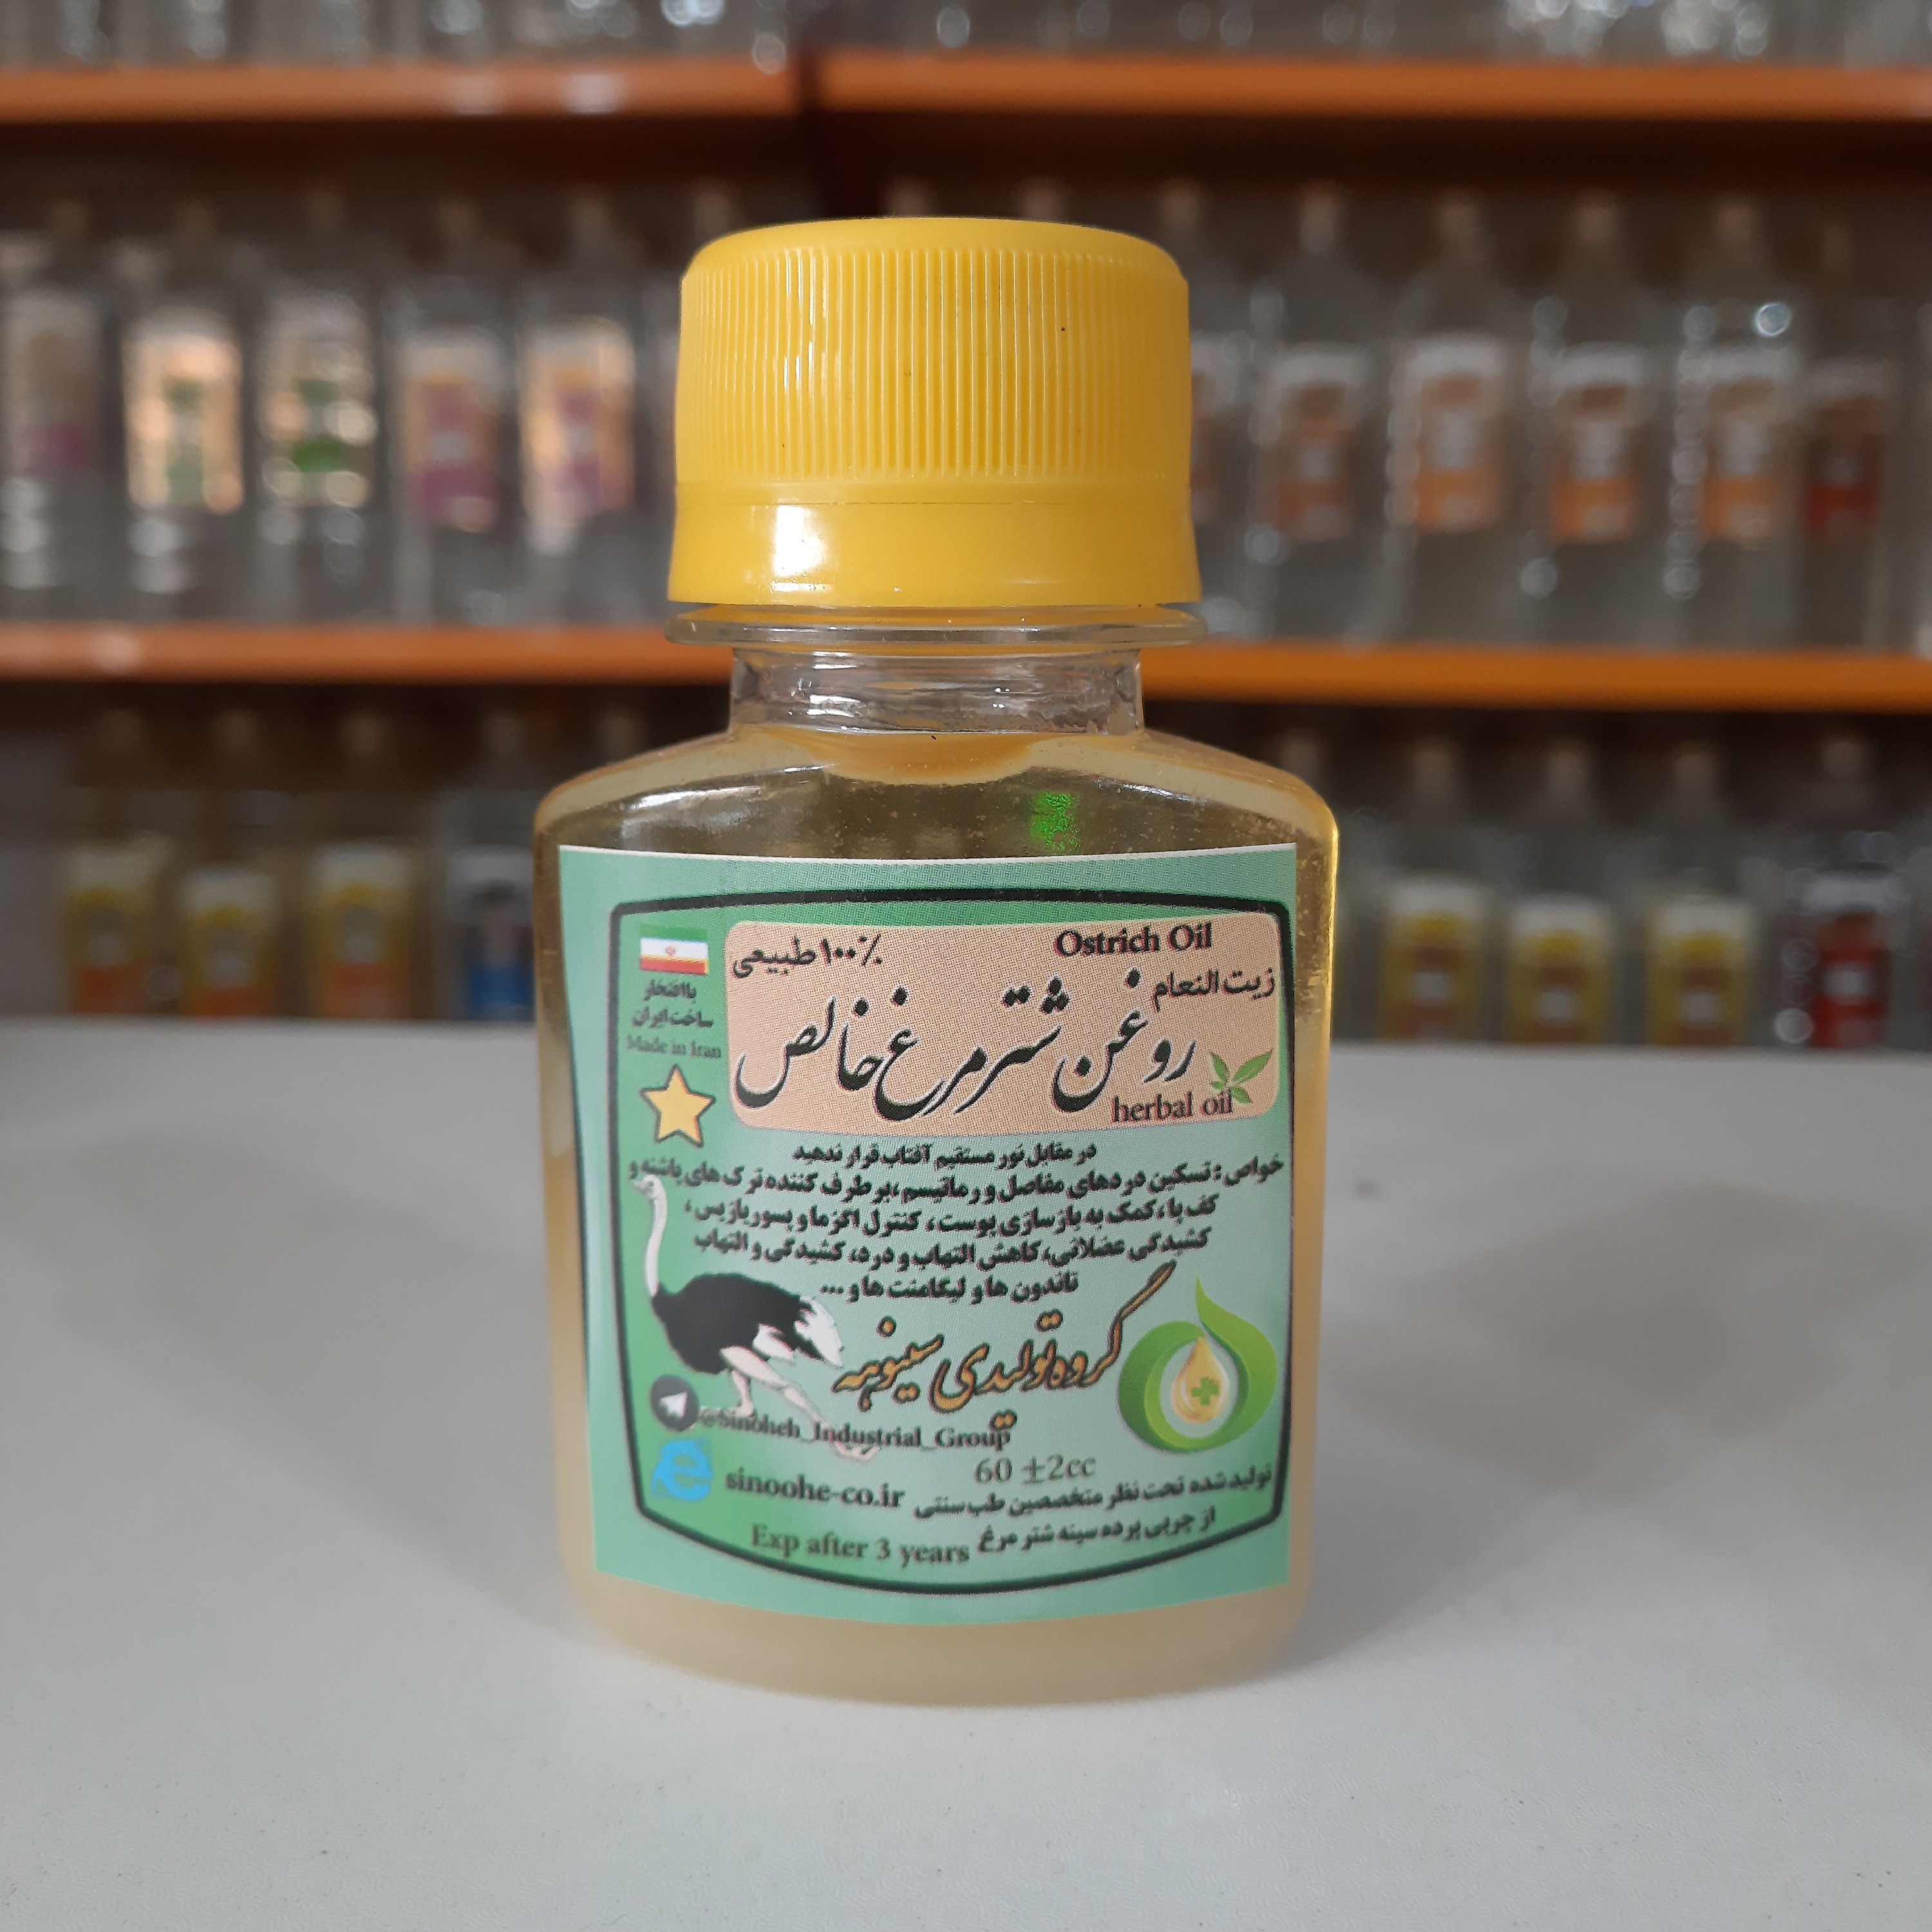 Ostrich Oil
۱۰۰٪ طبیعی
زیت النعام
روغن شترمرغ خالص
herbal oil
با افتخار
ساخت ایران
Made in Iran
در مقابل نور مستقیم آفتاب قرار ندهید
خواص: تسکین دردهای مفاصل و رماتیسم، برطرف کننده ترک های پاشنه و
کف پا، کمک به بازسازی پوست، کنترل اگزما و پسوریازیس،
کشیدگی عضلانی، کاهش التهاب و درد، کشیدگی و التهاب
تاندون ها و لیگامنت ها و ...
گروه تولیدی سینوهه
@Sinoheh_Industrial_Group
60 ±2cc
sinoohe-co.ir
تولید شده تحت نظر متخصصین طب سنتی
از چربی پرده سینه شتر مرغ
Exp after 3 years